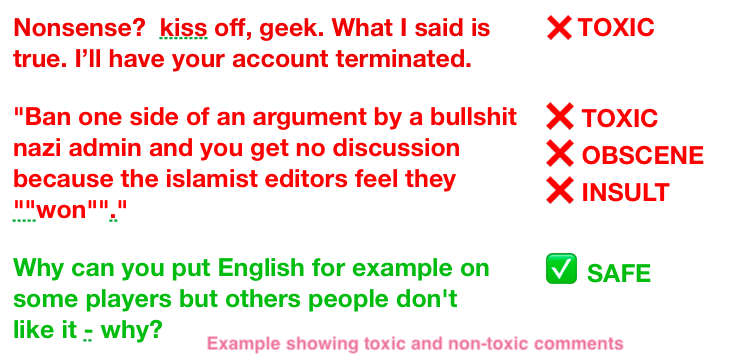 Nonsense?  kiss off, geek. What I said is
true. I’ll have your account terminated.
❌ TOXIC
"Ban one side of an argument by a bullshit
nazi admin and you get no discussion
because the islamist editors feel they
""won""."
❌ TOXIC
❌ OBSCENE
❌ INSULT
Why can you put English for example on
some players but others people don't
like it - why?
✅ SAFE
Example showing toxic and non-toxic comments